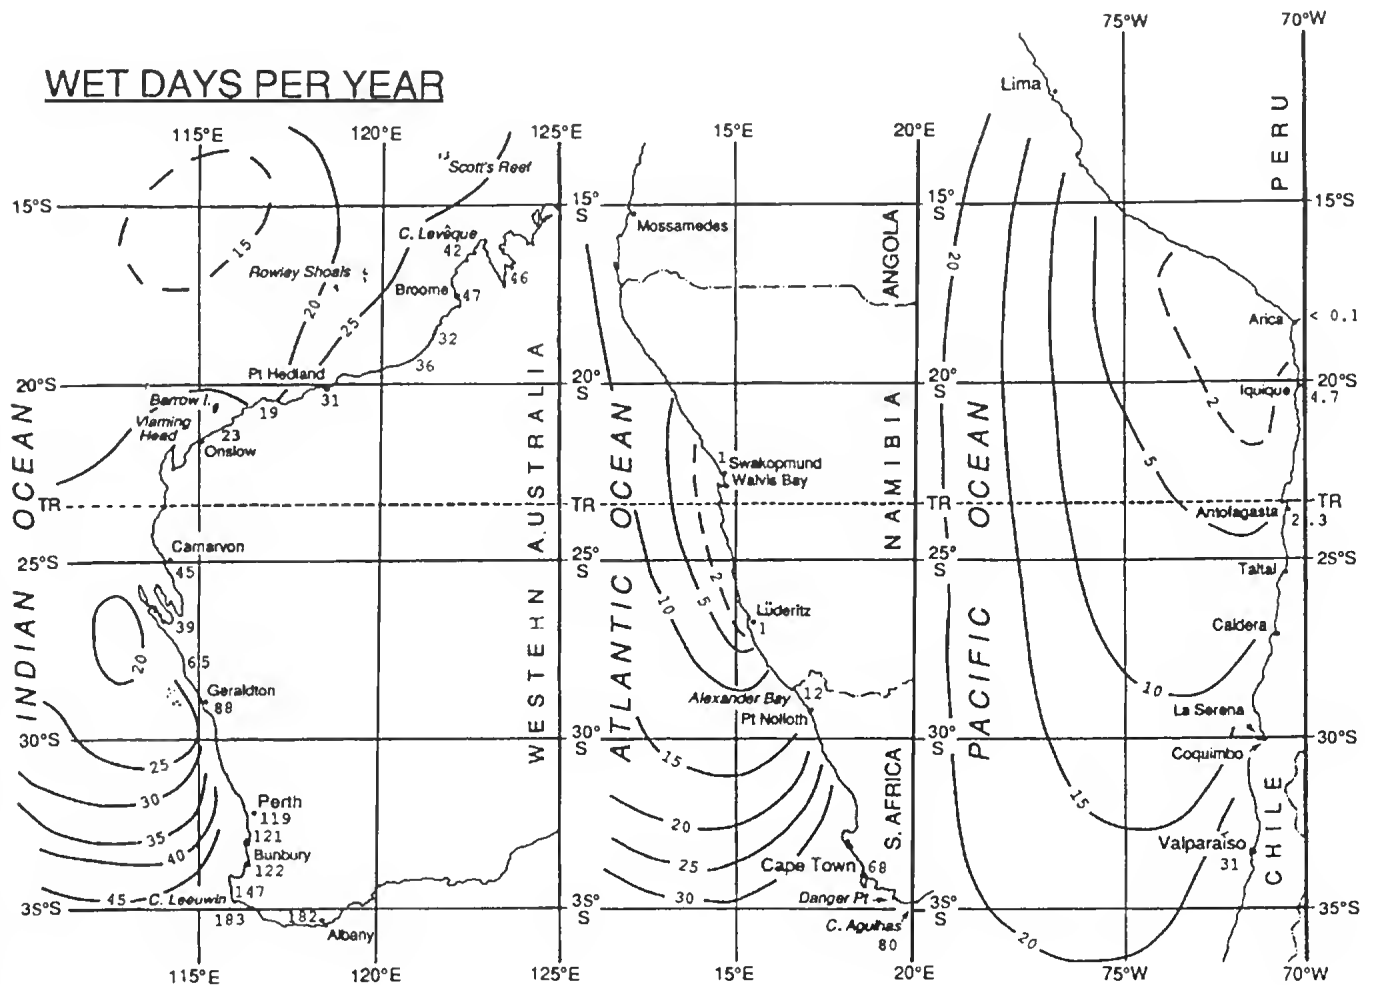 WET DAYS PER YEAR
115°E 120°E 125°E
15°E 20°E
75°W 70°W
Scott's Reef
15°S
C. Levêque
42
46
15
Rowley Shoals
Broome 47
20
25
32
36
Pt Hedland
20°S
Barrow I.
19
31
Vlaming
Head
23
Onslow
TR
Carnarvon
45
25°S
39
20
65
Geraldton
88
30°S
25
30
35
40
45
Perth
119
121
Bunbury
122
147
C. Leeuwin
35°S
183
182
Albany
115°E 120°E 125°E
INDIAN OCEAN
WESTERN AUSTRALIA
15°
S
Mossamedes
ANGOLA
20°
S
ATLANTIC OCEAN
NAMIBIA
1
Swakopmund
Walvis Bay
TR
25°
S
10
5
2
Lüderitz
1
Alexander Bay
12
Pt Nolloth
30°
S
15
20
25
30
S. AFRICA
Cape Town
68
Danger Pt
35°
S
C. Agulhas
80
15°E 20°E
Lima
PERU
15°
S
15°S
20
Arica < 0.1
20°
S
20°S
Iquique
4.7
2
5
PACIFIC OCEAN
TR
TR
Antofagasta
25°
S
25°S
Taltal
Caldera
10
La Serena
30°
S
30°S
Coquimbo
15
Valparaíso
31
CHILE
35°
S
35°S
20
75°W 70°W